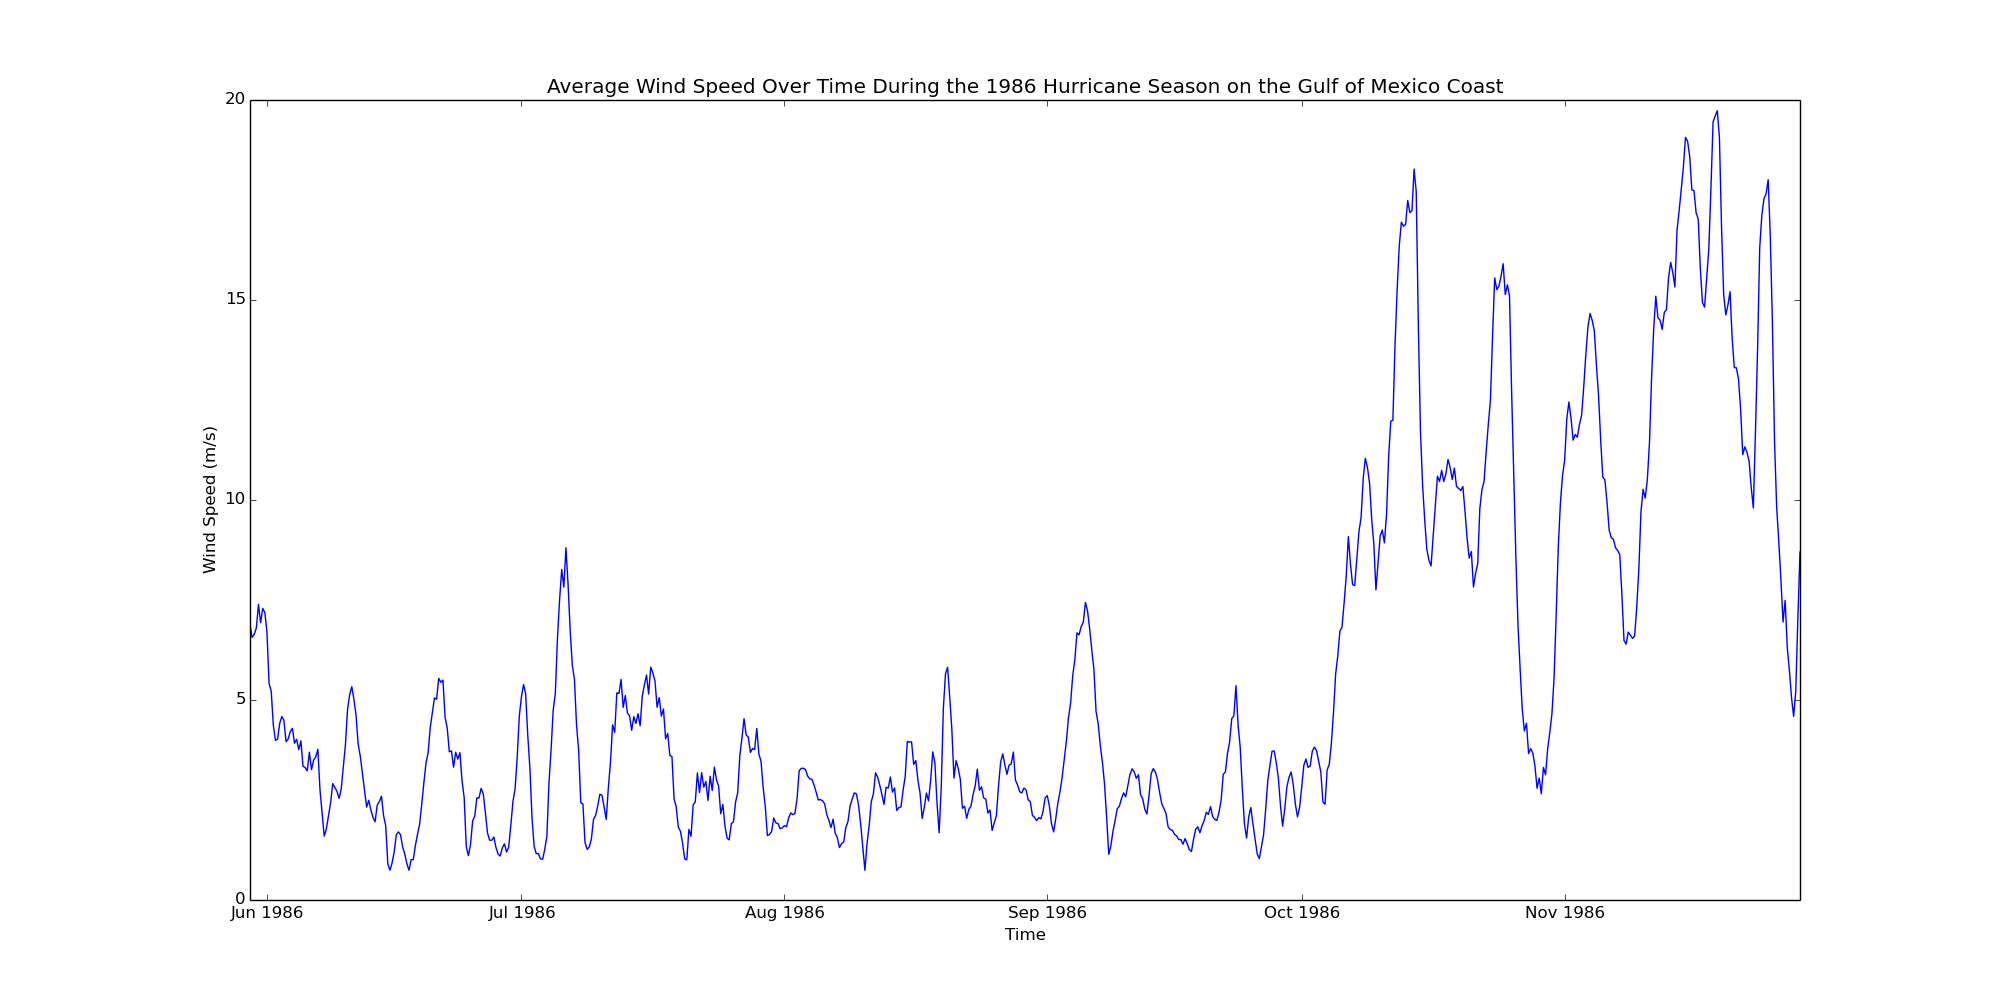 Average Wind Speed Over Time During the 1986 Hurricane Season on the Gulf of Mexico Coast
20
15
10
5
0
Wind Speed (m/s)
Jun 1986 Jul 1986 Aug 1986 Sep 1986 Oct 1986 Nov 1986
Time